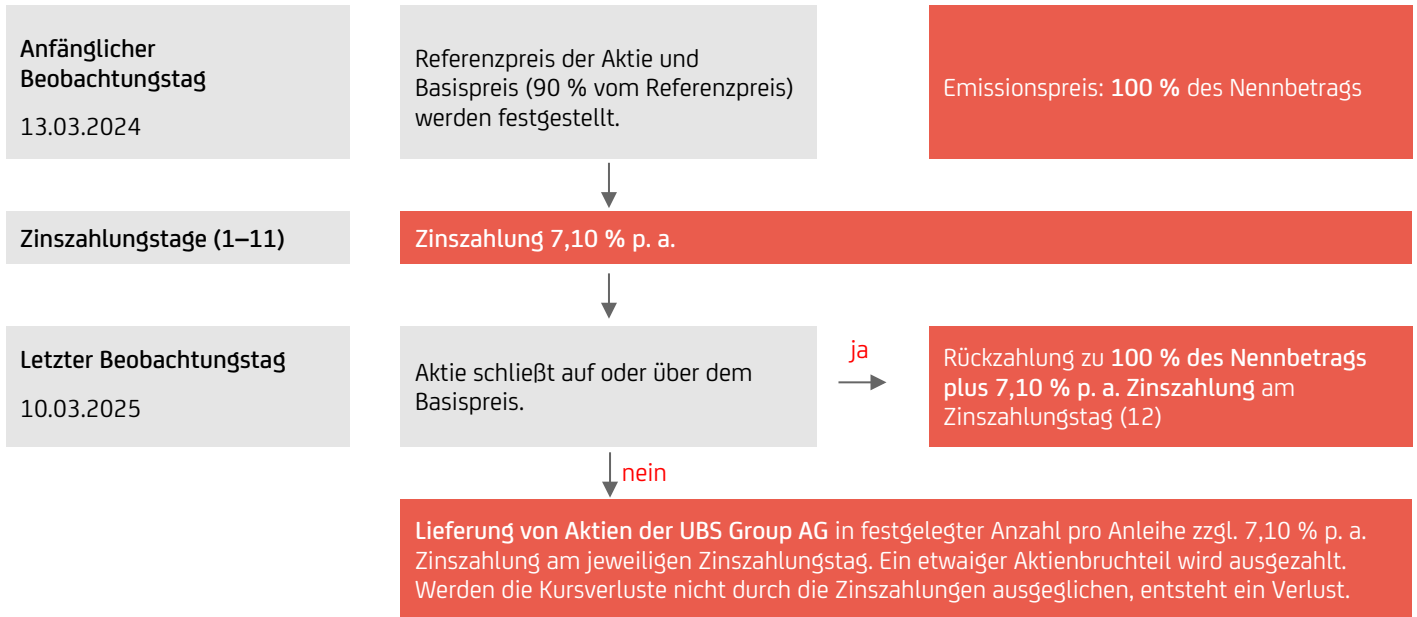 Anfänglicher
Beobachtungstag
13.03.2024
Referenzpreis der Aktie und
Basispreis (90 % vom Referenzpreis)
werden festgestellt.
Emissionspreis: 100 % des Nennbetrags
Zinszahlungstage (1–11)
Zinszahlung 7,10 % p. a.
Letzter Beobachtungstag
10.03.2025
Aktie schließt auf oder über dem
Basispreis.
ja
Rückzahlung zu 100 % des Nennbetrags
plus 7,10 % p. a. Zinszahlung am
Zinszahlungstag (12)
nein
Lieferung von Aktien der UBS Group AG in festgelegter Anzahl pro Anleihe zzgl. 7,10 % p. a.
Zinszahlung am jeweiligen Zinszahlungstag. Ein etwaiger Aktienbruchteil wird ausgezahlt.
Werden die Kursverluste nicht durch die Zinszahlungen ausgeglichen, entsteht ein Verlust.